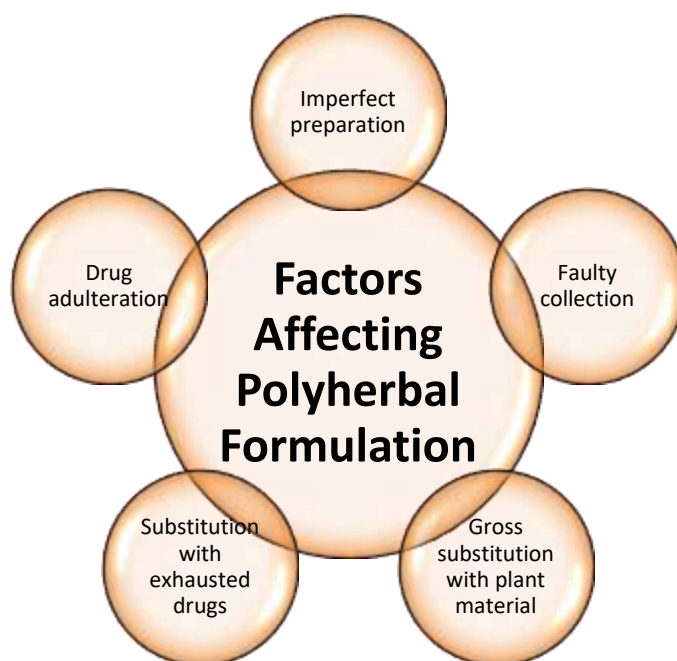 Imperfect
preparation
Drug
adulteration
Faulty
collection
Factors
Affecting
Polyherbal
Formulation
Substitution
with
exhausted
drugs
Gross
substitution
with plant
material